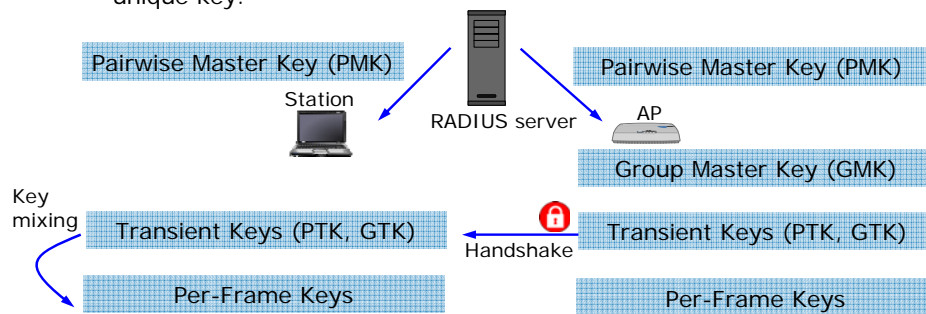 unique key.
Pairwise Master Key (PMK)
Pairwise Master Key (PMK)
Station
RADIUS server
AP
Group Master Key (GMK)
Key
mixing
Transient Keys (PTK, GTK)
Handshake
Transient Keys (PTK, GTK)
Per-Frame Keys
Per-Frame Keys